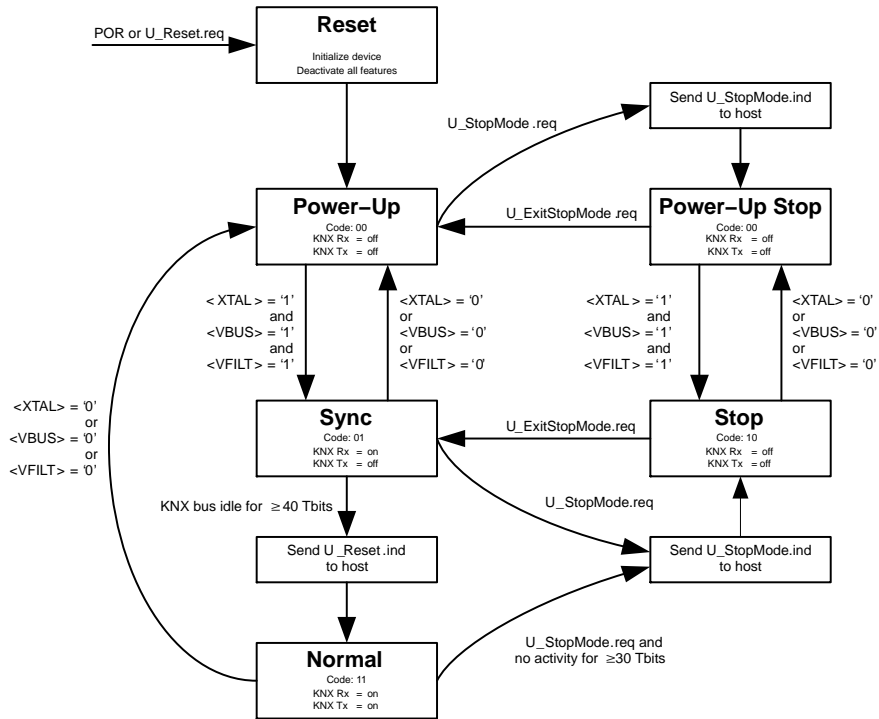 Reset
POR or U_Reset.req
Initialize device
Deactivate all features
Send U_StopMode.ind
to host
U_StopMode .req
Power–Up
Code: 00
KNX Rx = off
KNX Tx = off
U_ExitStopMode .req
Power–Up Stop
Code: 00
KNX Rx = off
KNX Tx = off
< XTAL> = ‘1’
and
<VBUS> = ‘1’
and
<VFILT> = ‘1’
<XTAL> = ‘0’
or
<VBUS> = ‘0’
or
<VFILT> = ‘0’
<XTAL> = ‘1’
and
<VBUS> = ‘1’
and
<VFILT> = ‘1’
<XTAL> = ‘0’
or
<VBUS> = ‘0’
or
<VFILT> = ‘0’
<XTAL> = ‘0’
or
<VBUS> = ‘0’
or
<VFILT> = ‘0’
Sync
Code: 01
KNX Rx = on
KNX Tx = off
U_ExitStopMode.req
Stop
Code: 10
KNX Rx = off
KNX Tx = off
KNX bus idle for ≥ 40 Tbits
U_StopMode.req
Send U _Reset .ind
to host
Send U_StopMode.ind
to host
Normal
Code: 11
KNX Rx = on
KNX Tx = on
U_StopMode.req and
no activity for ≥30 Tbits